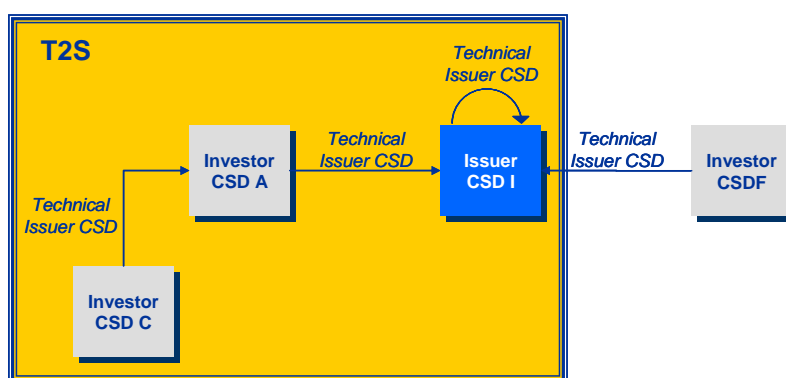 T2S
Technical
Issuer CSD
Technical
Issuer CSD
Technical
Issuer CSD
Investor
CSD A
Issuer
CSD I
Investor
CSDF
Technical
Issuer CSD
Investor
CSD C